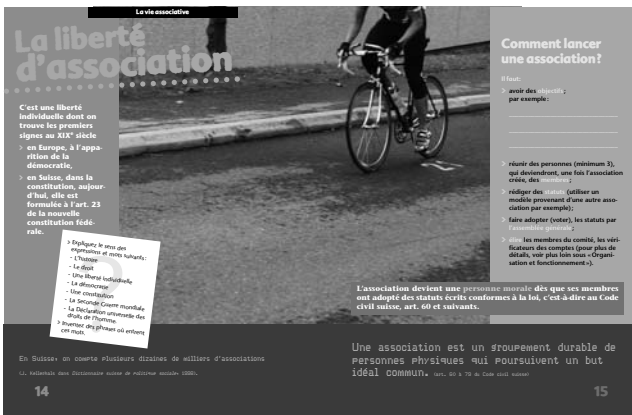 La vie associative
La liberté
d'association
C'est une liberté
individuelle dont on
trouve les premiers
signes au XIXe siècle
> en Europe, à l'appa-
rition de la
démocratie,
> en Suisse, dans la
constitution, aujour-
d'hui, elle est
formulée à l'art. 23
de la nouvelle
constitution fédé-
rale.
> Expliquez le sens des
expressions et mots suivants:
- L'histoire
- Le droit
- Une liberté individuelle
- La démocratie
- Une constitution
- La Seconde Guerre mondiale
- La Déclaration universelle des
droits de l'homme.
> Inventez des phrases où entrent
ces mots.
En Suisse, on compte plusieurs dizaines de milliers d'associations
(J. Kellerhals dans Dictionnaire suisse de politique sociale, 1998).
14
Comment lancer
une association?
Il faut:
> avoir des objectifs;
par exemple:
> réunir des personnes (minimum 3),
qui deviendront, une fois l'association
créée, des membres;
> rédiger des statuts (utiliser un
modèle provenant d'une autre asso-
ciation par exemple);
> faire adopter (voter), les statuts par
l'assemblée générale;
> élire les membres du comité, les véri-
ficateurs des comptes (pour plus de
détails, voir plus loin sous «Organi-
sation et fonctionnement»).
L'association devient une personne morale dès que ses membres
ont adopté des statuts écrits conformes à la loi, c'est-à-dire au Code
civil suisse, art. 60 et suivants.
Une association est un groupement durable de
personnes physiques qui poursuivent un but
idéal commun. (art. 60 à 79 du Code civil suisse)
15